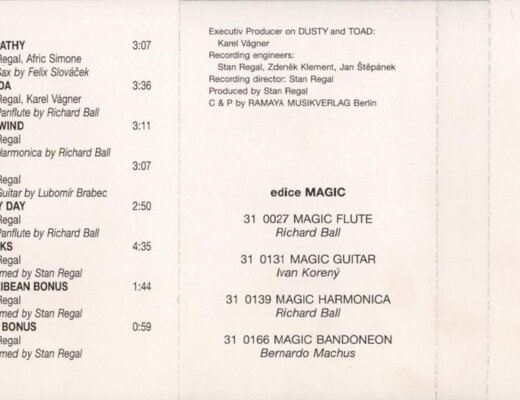 PATHY 3:07
Regal, Afric Simone
Sax by Felix Slováček
DA 3:36
Regal, Karel Vágner
Panflute by Richard Ball
WIND 3:11
Regal
Harmonica by Richard Ball
3:07
Regal
Guitar by Lubomír Brabec
Y DAY 2:50
Regal
Panflute by Richard Ball
KS 4:35
Regal
rmed by Stan Regal
IBEAN BONUS 1:44
Regal
rmed by Stan Regal
BONUS 0:59
Regal
rmed by Stan Regal
Executiv Producer on DUSTY and TOAD:
Karel Vágner
Recording engineers:
Stan Regal, Zdeněk Klement, Jan Štěpánek
Recording director: Stan Regal
Produced by Stan Regal
C & P by RAMAYA MUSIKVERLAG Berlin
edice MAGIC
31 0027 MAGIC FLUTE
Richard Ball
31 0131 MAGIC GUITAR
Ivan Korený
31 0139 MAGIC HARMONICA
Richard Ball
31 0166 MAGIC BANDONEON
Bernardo Machus